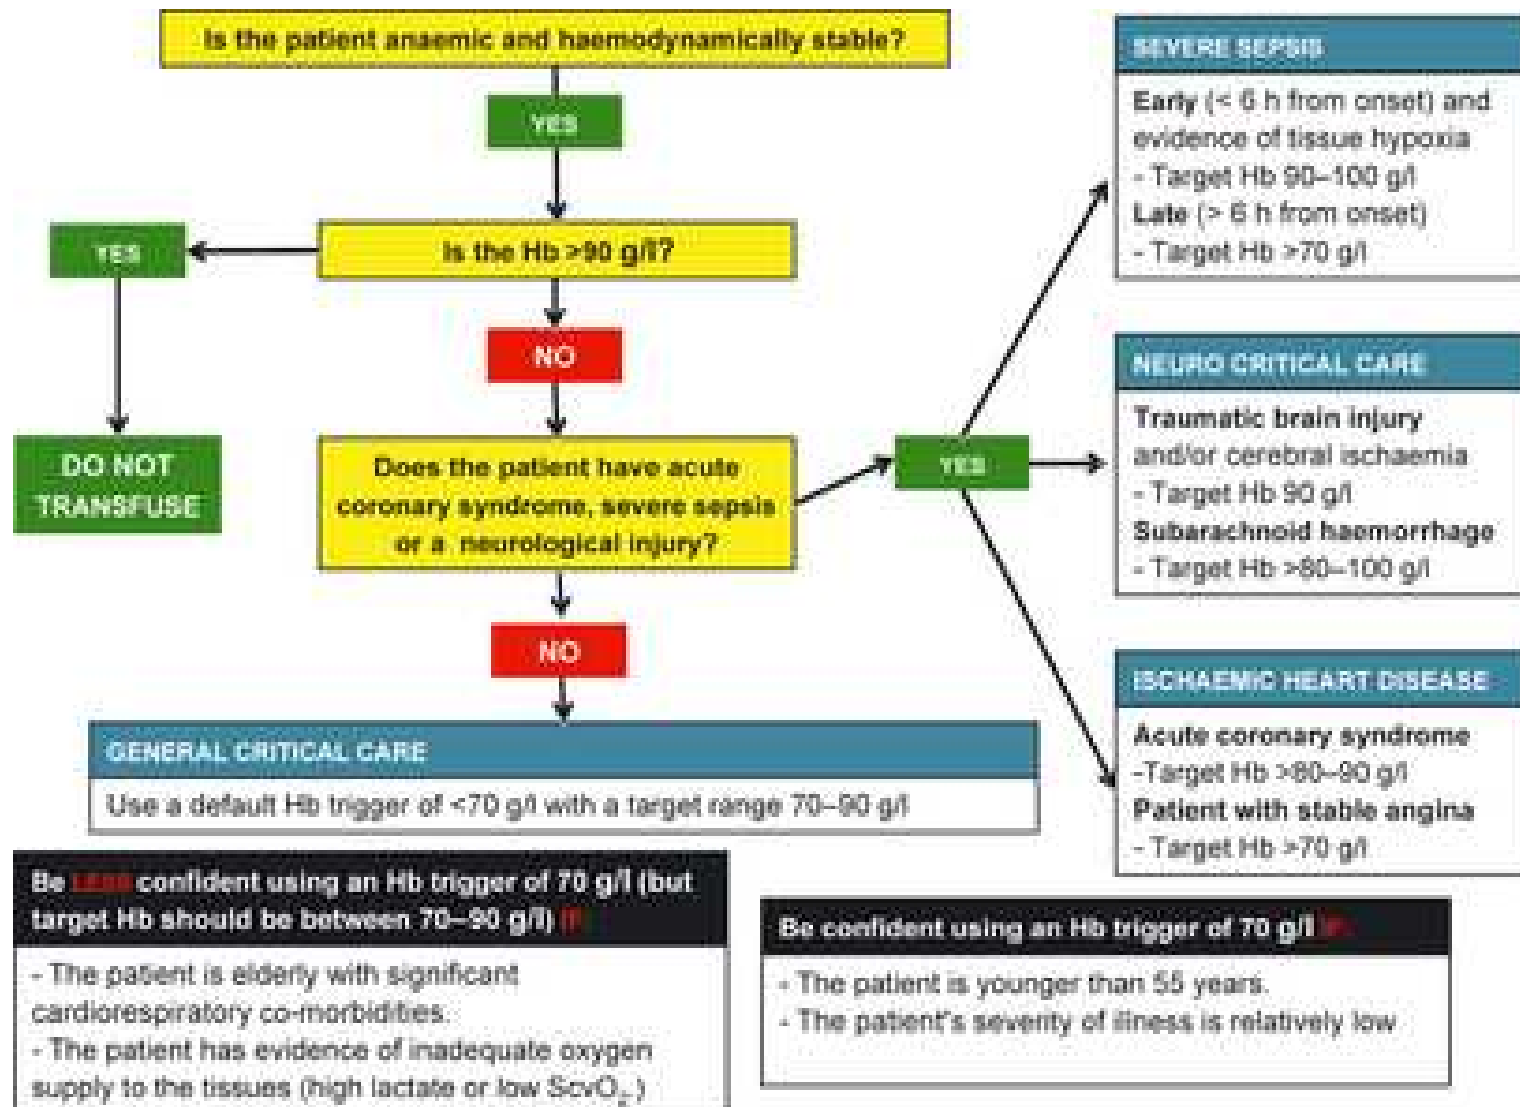 Is the patient anaemic and haemodynamically stable?
YES
Is the Hb >90 g/l?
YES
DO NOT
TRANSFUSE
NO
Does the patient have acute
coronary syndrome, severe sepsis
or a neurological injury?
YES
NO
GENERAL CRITICAL CARE
Use a default Hb trigger of <70 g/l with a target range 70–90 g/l
SEVERE SEPSIS
Early (< 6 h from onset) and
evidence of tissue hypoxia
- Target Hb 90–100 g/l
Late (> 6 h from onset)
- Target Hb >70 g/l
NEURO CRITICAL CARE
Traumatic brain injury
and/or cerebral ischaemia
- Target Hb 90 g/l
Subarachnoid haemorrhage
- Target Hb >80–100 g/l
ISCHAEMIC HEART DISEASE
Acute coronary syndrome
-Target Hb >80–90 g/l
Patient with stable angina
- Target Hb >70 g/l
Be LESS confident using an Hb trigger of 70 g/l (but
target Hb should be between 70–90 g/l)
- The patient is elderly with significant
cardiorespiratory co-morbidities.
- The patient has evidence of inadequate oxygen
supply to the tissues (high lactate or low ScvO₂)
Be confident using an Hb trigger of 70 g/l
- The patient is younger than 55 years.
- The patient's severity of illness is relatively low